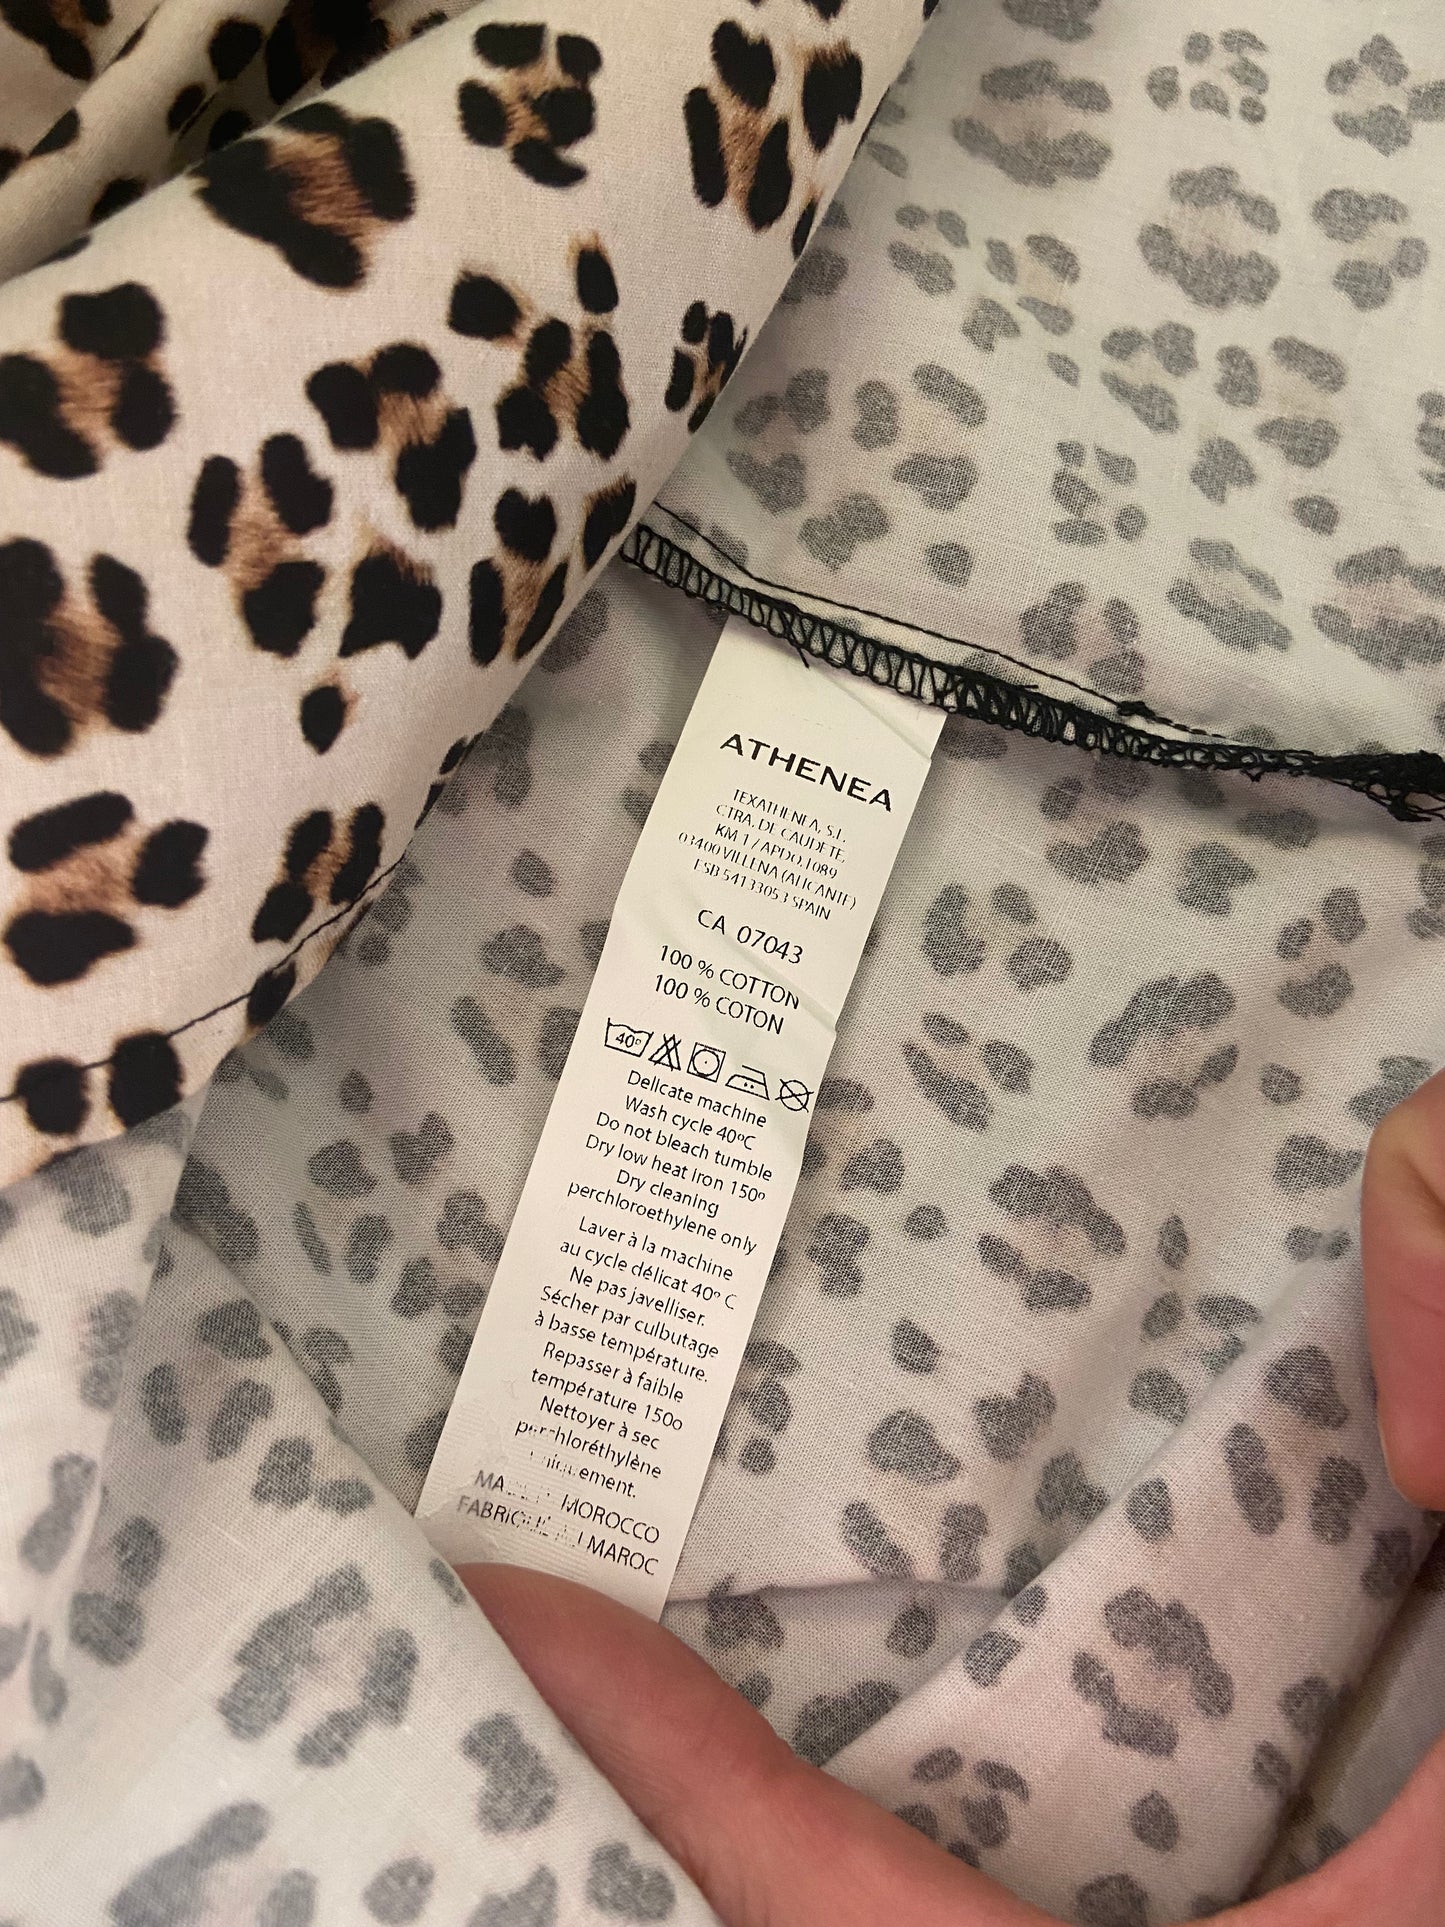 ATHENEA
TEXATHENEA, S.L.
CTRA. DE CAUDETE,
KM 1 / APDO.1089
03400 VILLENA (ALICANTE)
ESB 54133053 SPAIN
CA 07043
100 % COTTON
100 % COTON
40º
Delicate machine
Wash cycle 40ºC
Do not bleach tumble
Dry low heat iron 150º
Dry cleaning
perchloroethylene only
Laver à la machine
au cycle délicat 40º C
Ne pas javelliser.
Sécher par culbutage
à basse température.
Repasser à faible
température 150o
Nettoyer à sec
perchloréthylène
uniquement.
MOROCCO
MAROC